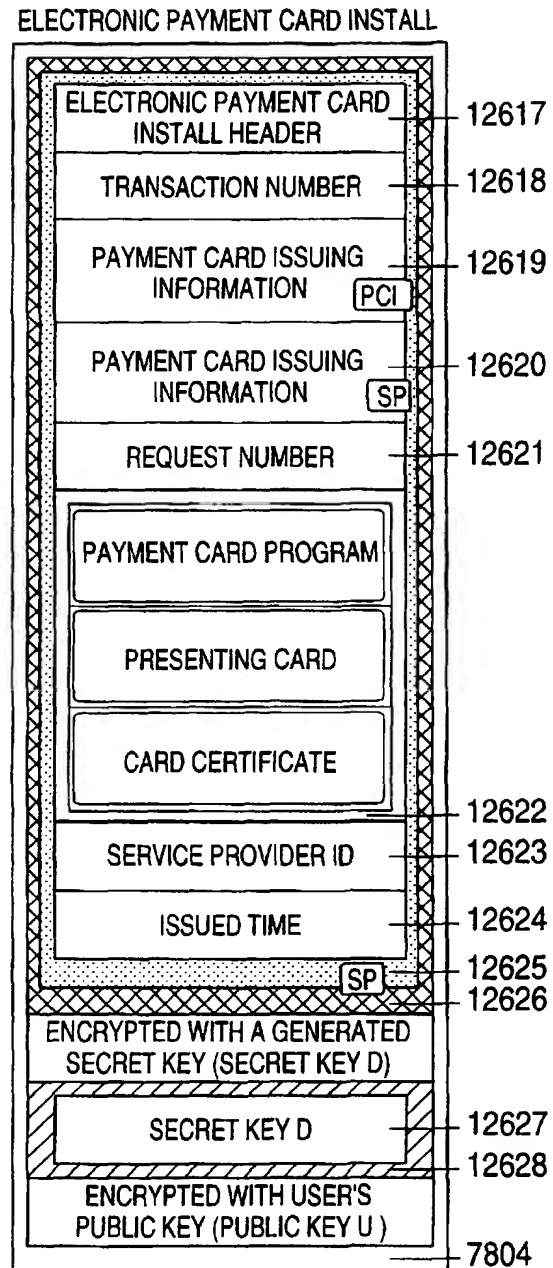 ELECTRONIC PAYMENT CARD INSTALL
ELECTRONIC PAYMENT CARD
INSTALL HEADER
12617
TRANSACTION NUMBER
12618
PAYMENT CARD ISSUING
INFORMATION
12619
PCI
PAYMENT CARD ISSUING
INFORMATION
12620
SP
REQUEST NUMBER
12621
PAYMENT CARD PROGRAM
PRESENTING CARD
CARD CERTIFICATE
12622
SERVICE PROVIDER ID
12623
ISSUED TIME
12624
12625
SP
12626
ENCRYPTED WITH A GENERATED
SECRET KEY (SECRET KEY D)
SECRET KEY D
12627
12628
ENCRYPTED WITH USER'S
PUBLIC KEY (PUBLIC KEY U )
7804